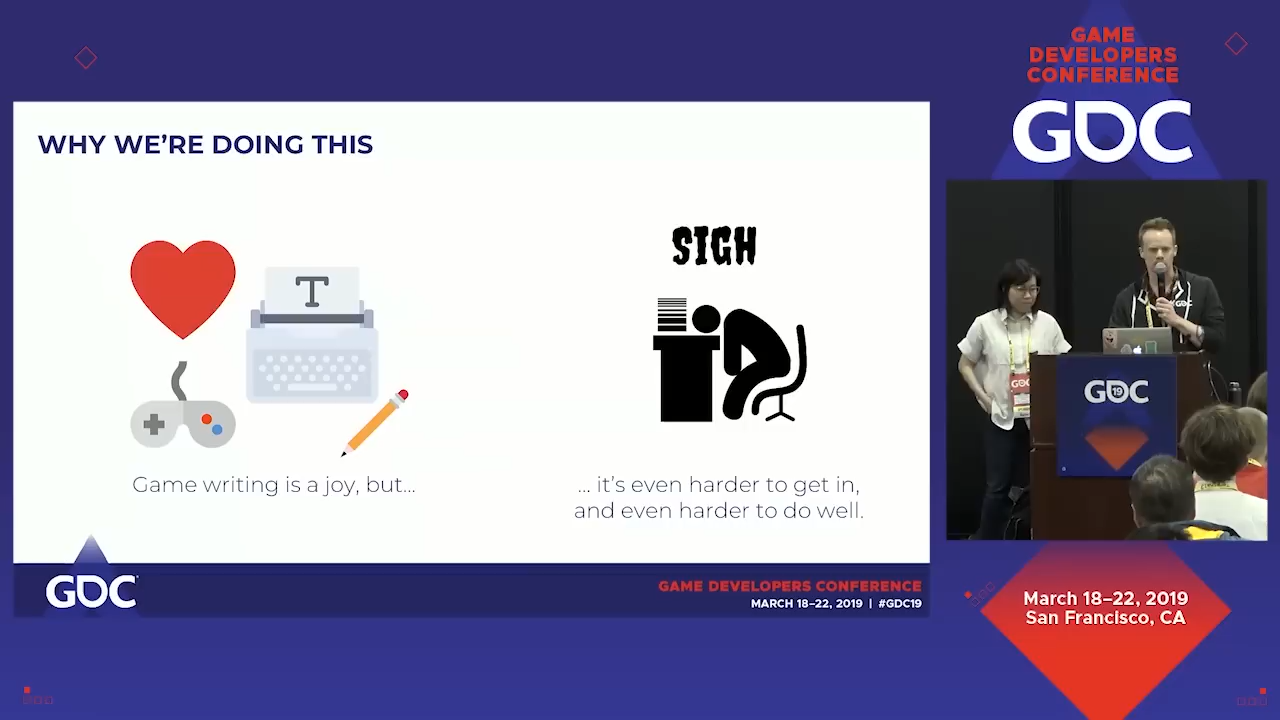 WHY WE'RE DOING THIS
T
Game writing is a joy, but...
SIGH
... it's even harder to get in,
and even harder to do well.
GDC
GAME DEVELOPERS CONFERENCE
MARCH 18–22, 2019 | #GDC19
GAME
DEVELOPERS
CONFERENCE
GDC
GDC
GDC
19
March 18–22, 2019
San Francisco, CA